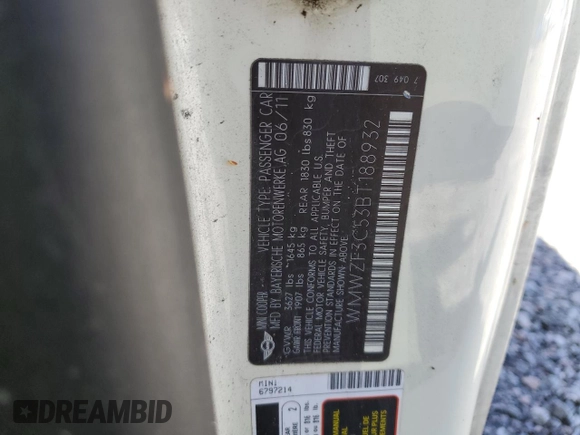 MINI COOPER
VEHICLE TYPE: PASSENGER CAR
MFD BY BAYERISCHE MOTORENWERKE AG 06/11
GVWR 3627 lbs 1645 kg
GAWR FRONT 1907 lbs 865 kg REAR 1830 lbs 830 kg
THIS VEHICLE CONFORMS TO ALL APPLICABLE U.S.
FEDERAL MOTOR VEHICLE SAFETY, BUMPER AND THEFT
PREVENTION STANDARDS IN EFFECT ON THE DATE OF
MANUFACTURE SHOWN ABOVE.
WMWZF3C53BT188932
7 049 307
MINI
6797214
2
MANUAL
DREAMBID